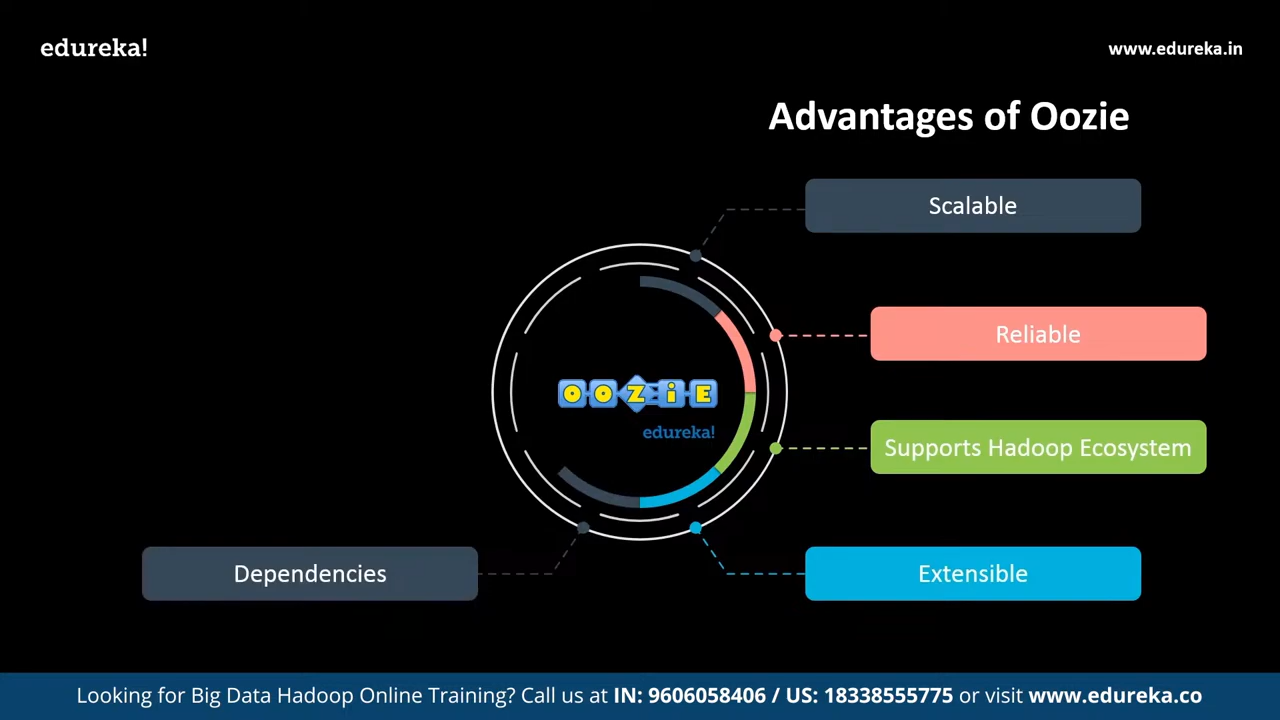 edureka!
www.edureka.in
Advantages of Oozie
Scalable
Reliable
OOZiE
edureka!
Supports Hadoop Ecosystem
Dependencies
Extensible
Looking for Big Data Hadoop Online Training? Call us at IN: 9606058406 / US: 18338555775 or visit www.edureka.co